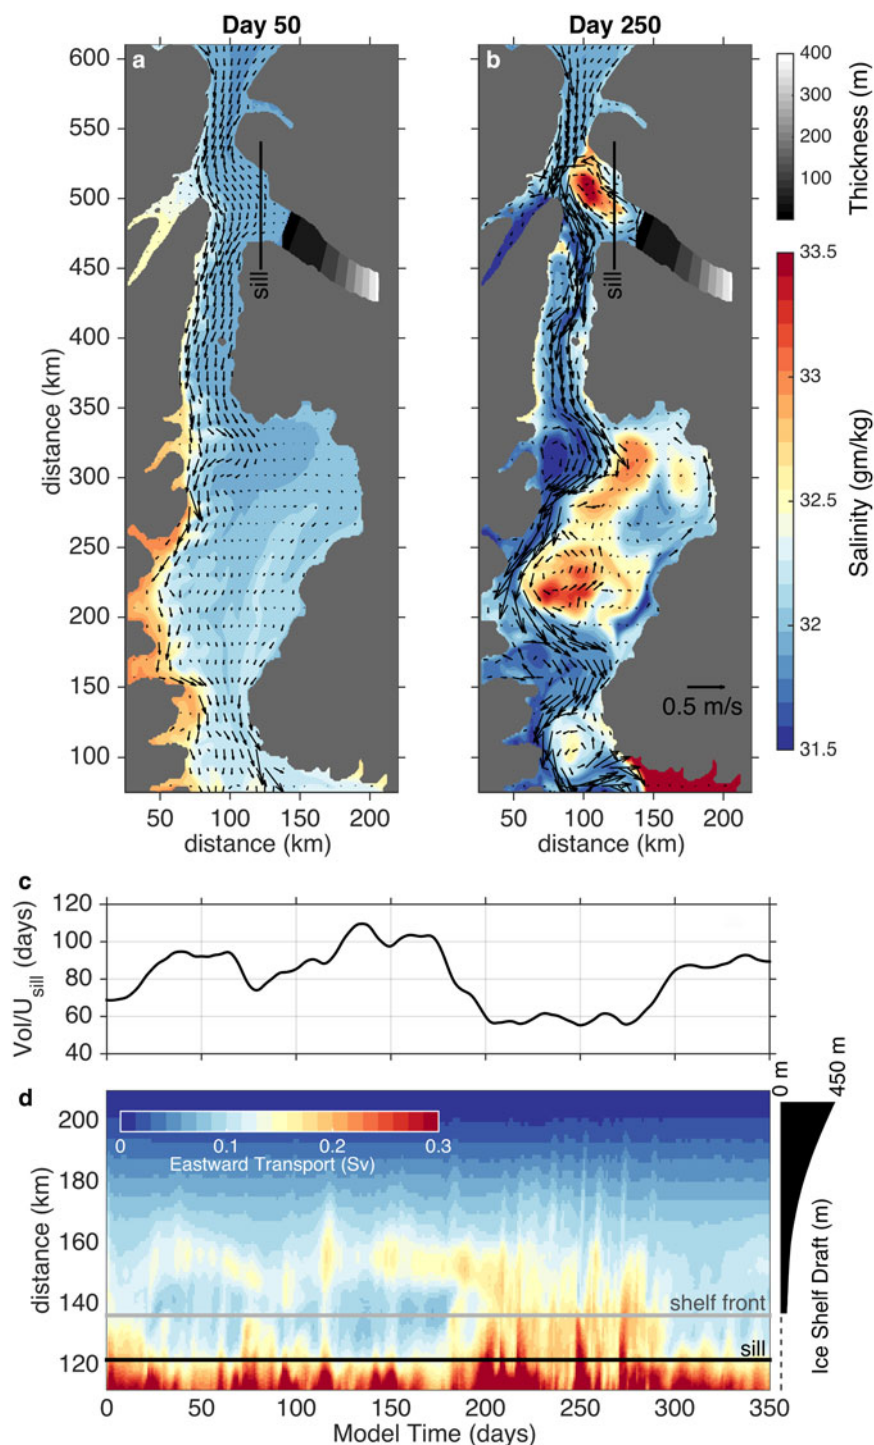 Day 50
Day 250
a
b
600
550
500
450
400
350
300
250
200
150
100
distance (km)
sill
sill
0.5 m/s
50 100 150 200
distance (km)
50 100 150 200
distance (km)
400
300
200
100
Thickness (m)
33.5
33
32.5
32
31.5
Salinity (gm/kg)
c
120
100
80
60
40
Vol/U_sill (days)
d
200
180
160
140
120
distance (km)
0 0.1 0.2 0.3
Eastward Transport (Sv)
shelf front
sill
0 50 100 150 200 250 300 350
Model Time (days)
0 m
450 m
Ice Shelf Draft (m)